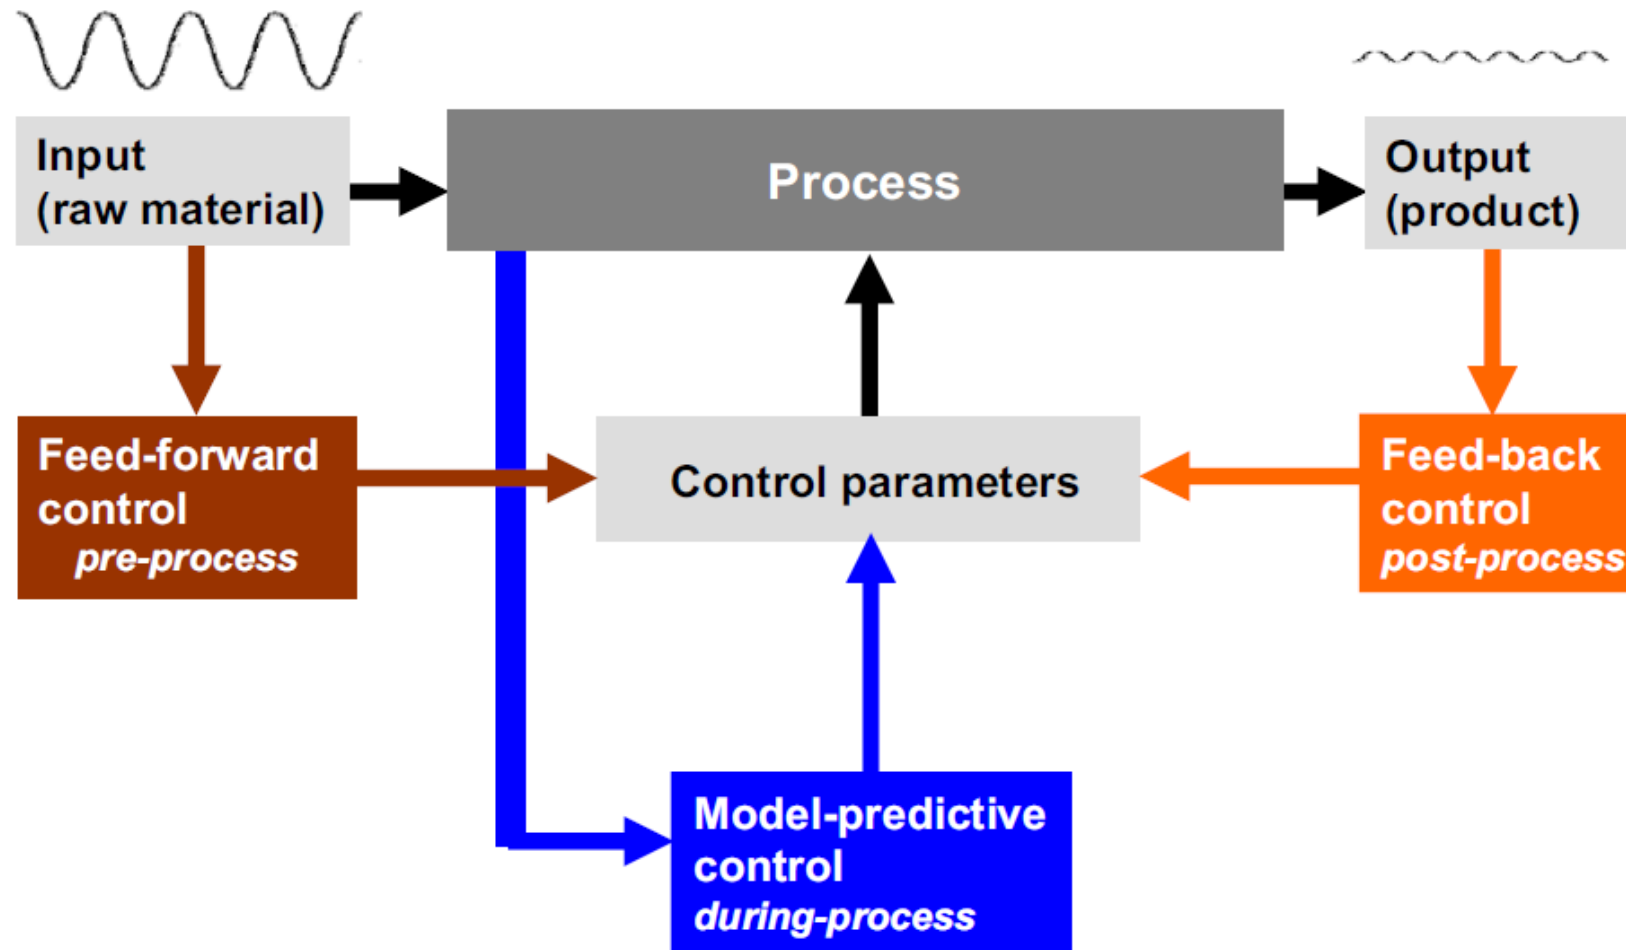 Input
(raw material)
Process
Output
(product)
Feed-forward
control
pre-process
Control parameters
Feed-back
control
post-process
Model-predictive
control
during-process